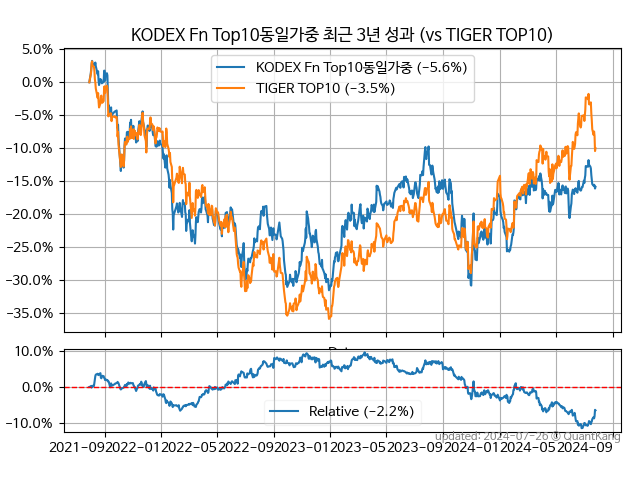 KODEX Fn Top10동일가중 최근 3년 성과 (vs TIGER TOP10)
5.0%
KODEX Fn Top10동일가중 (−5.6%)
TIGER TOP10 (−3.5%)
0.0%
−5.0%
−10.0%
−15.0%
−20.0%
−25.0%
−30.0%
−35.0%
10.0%
0.0%
−10.0%
Relative (−2.2%)
updated: 2024-07-26 © QuantKang
2021-09 2022-01 2022-05 2022-09 2023-01 2023-05 2023-09 2024-01 2024-05 2024-09